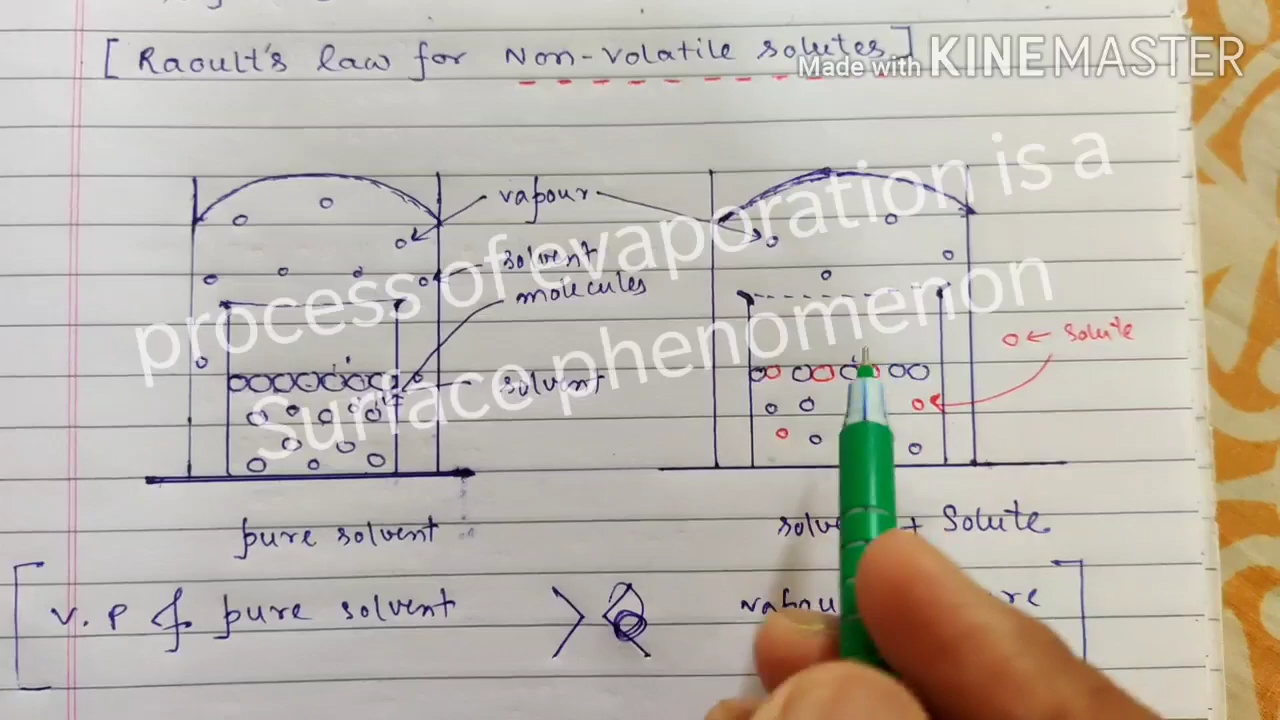 [ Raoult's law for Non-volatile solutes ]
Made with KINEMASTER
process of evaporation is a
Surface phenomenon
vapour
solvent
molecules
solvent
solute
pure solvent
+ Solute
V.P of pure solvent >